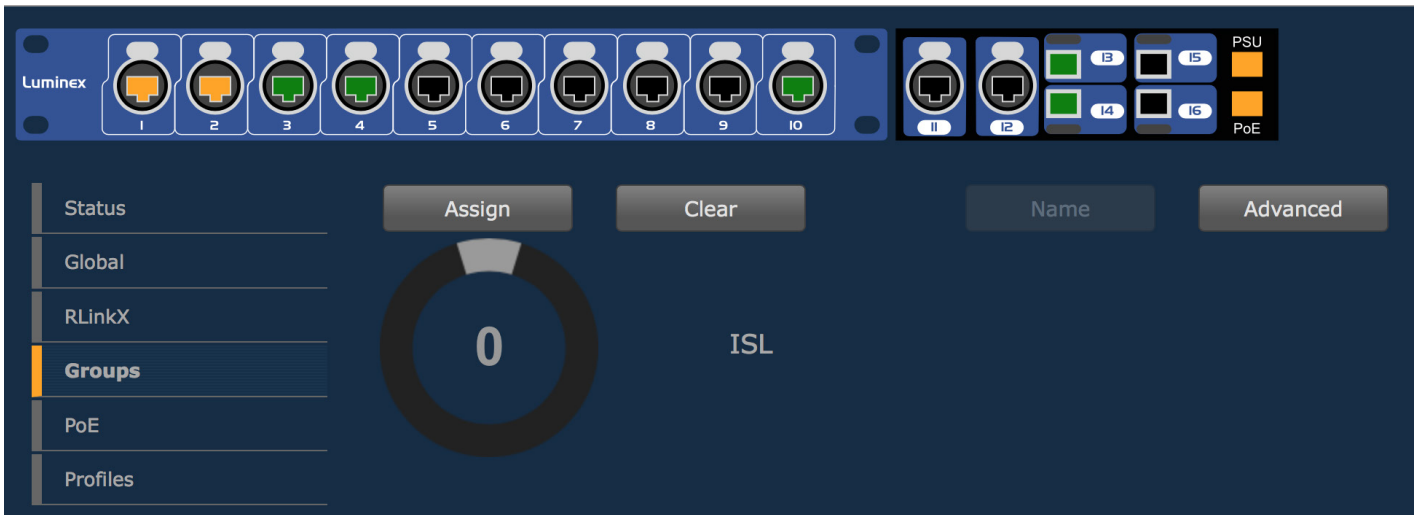 Luminex
1 2 3 4 5 6 7 8 9 10
11 12 13 14 15 16
PSU
PoE
Status
Global
RLinkX
Groups
PoE
Profiles
Assign Clear Name Advanced
0 ISL